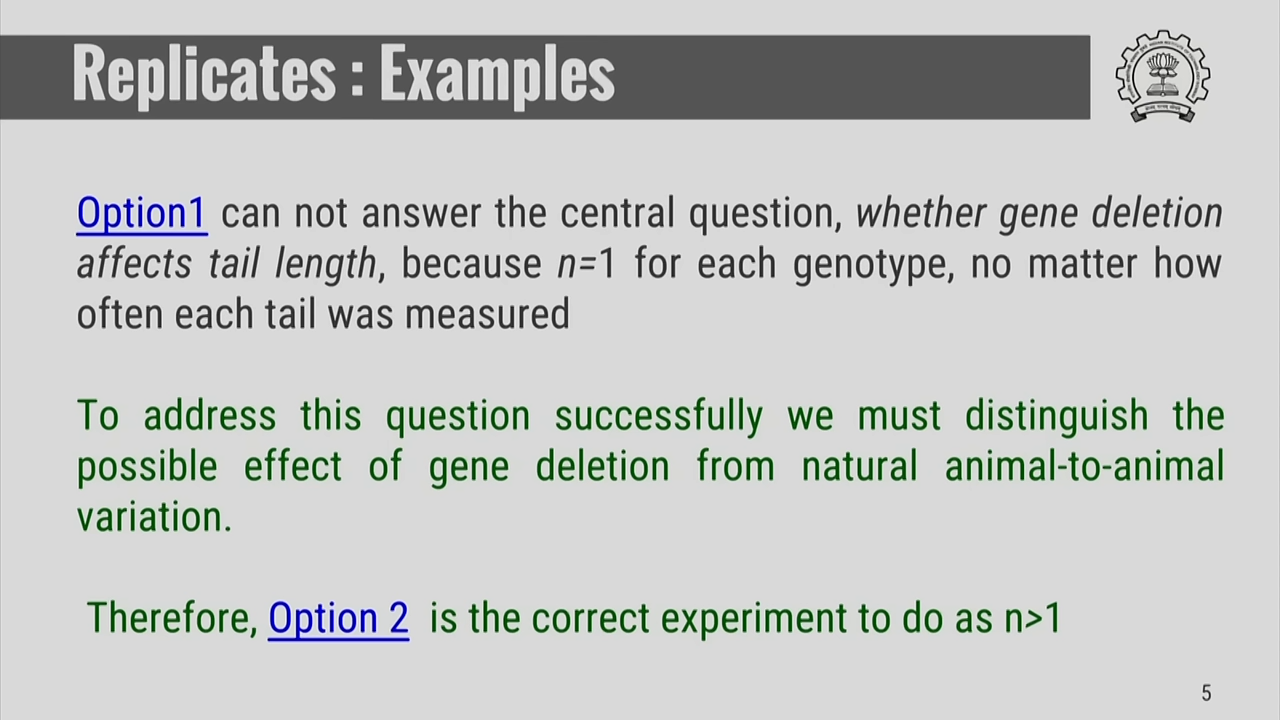 Replicates : Examples
Option1 can not answer the central question, whether gene deletion
affects tail length, because n=1 for each genotype, no matter how
often each tail was measured
To address this question successfully we must distinguish the
possible effect of gene deletion from natural animal-to-animal
variation.
Therefore, Option 2 is the correct experiment to do as n>1
5